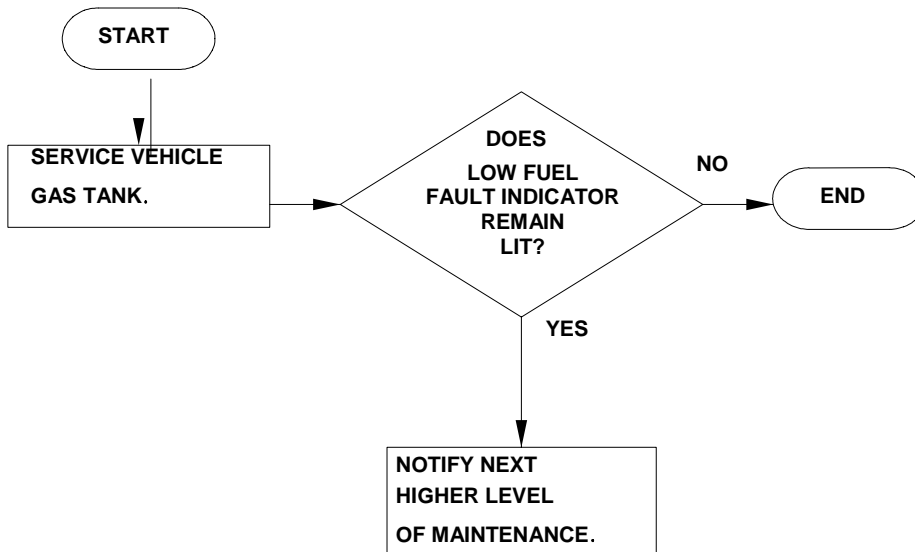 START
SERVICE VEHICLE
GAS TANK.
DOES
LOW FUEL
FAULT INDICATOR
REMAIN
LIT?
NO
END
YES
NOTIFY NEXT
HIGHER LEVEL
OF MAINTENANCE.